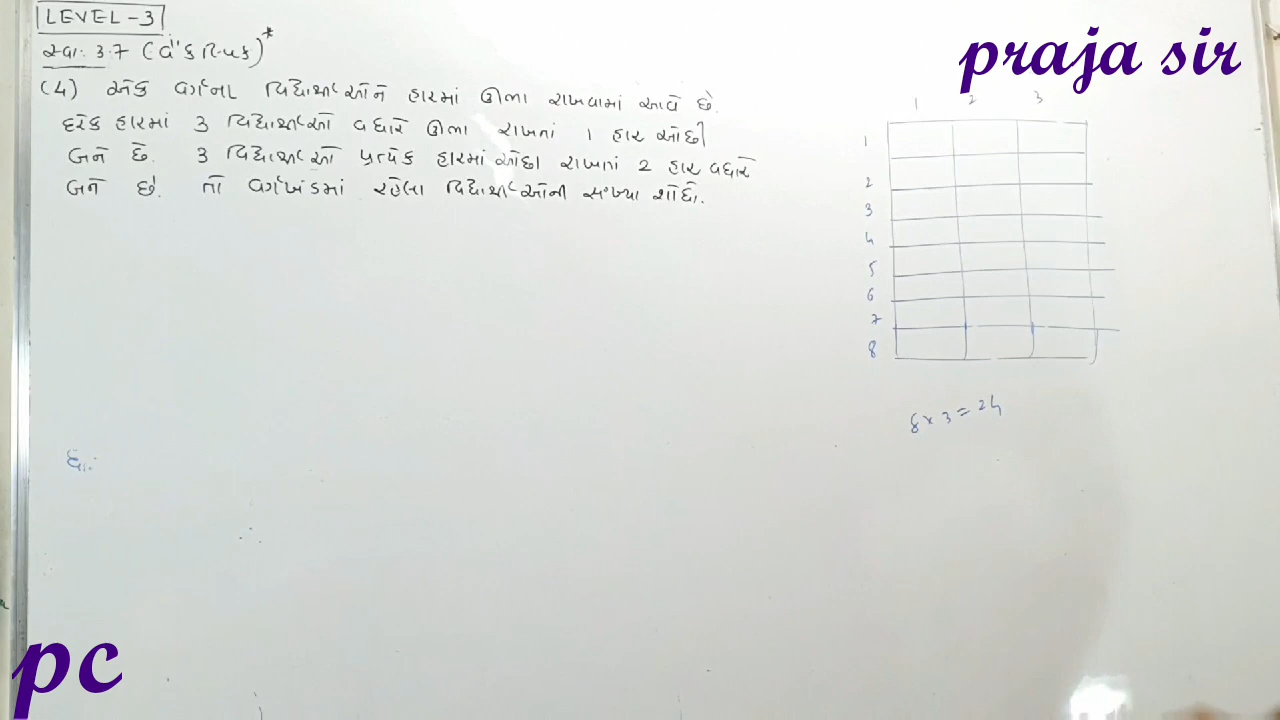 LEVEL-3
સ્વા. 3.7 (વૈકલ્પિક)*
praja sir
(4) એક વર્ગના વિદ્યાર્થીઓને હારમાં ઊભા રાખવામાં આવે છે.
દરેક હારમાં 3 વિદ્યાર્થીઓ વધારે ઊભા રાખતાં 1 હાર ઓછી
બને છે. 3 વિદ્યાર્થીઓ પ્રત્યેક હારમાં ઓછા રાખતાં 2 હાર વધારે
બને છે. તો વર્ગખંડમાં રહેલા વિદ્યાર્થીઓની સંખ્યા શોધો.
1 2 3
1
2
3
4
5
6
7
8
8 x 3 = 24
ધા.
∴
pc